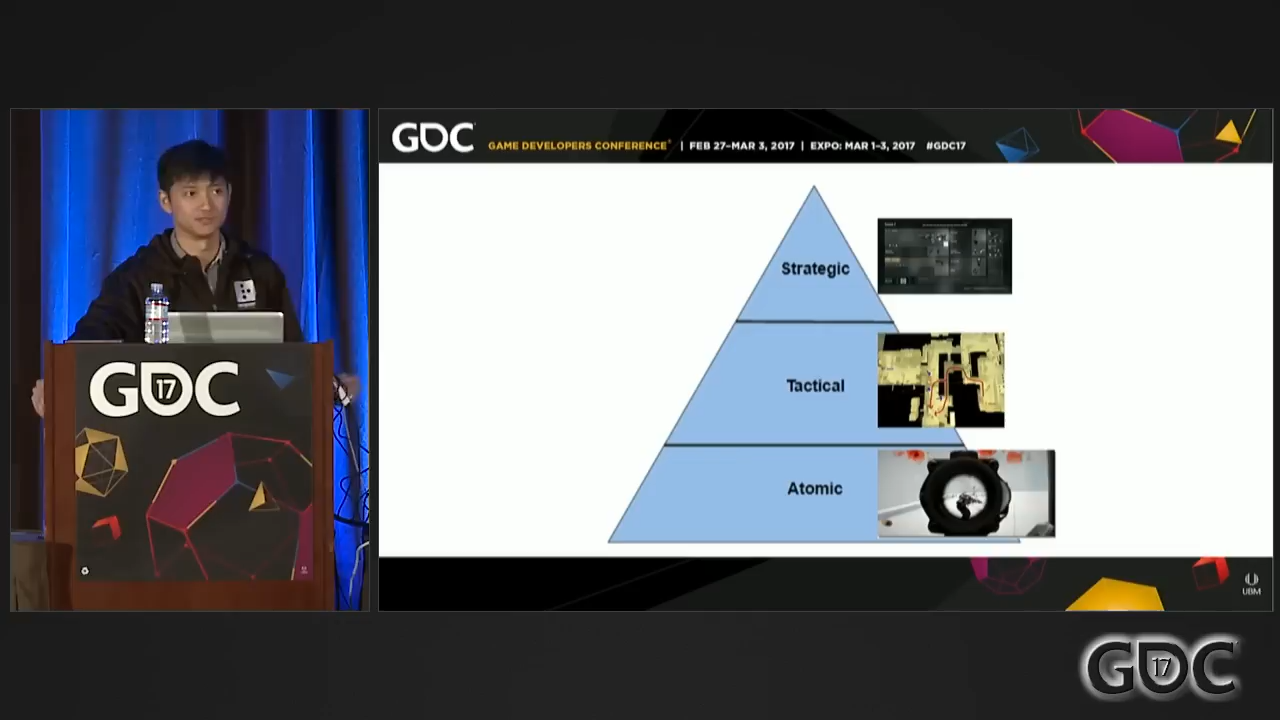 GDC
GAME DEVELOPERS CONFERENCE® | FEB 27–MAR 3, 2017 | EXPO: MAR 1–3, 2017 #GDC17
Strategic
Tactical
Atomic
GDC
17
UBM
GDC
17